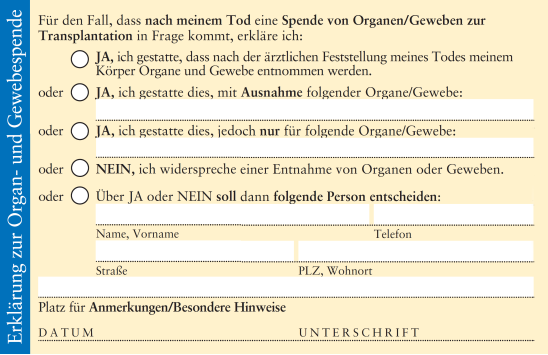 Erklärung zur Organ- und Gewebespende
Für den Fall, dass nach meinem Tod eine Spende von Organen/Geweben zur
Transplantation in Frage kommt, erkläre ich:
JA, ich gestatte, dass nach der ärztlichen Feststellung meines Todes meinem
Körper Organe und Gewebe entnommen werden.
oder JA, ich gestatte dies, mit Ausnahme folgender Organe/Gewebe:
oder JA, ich gestatte dies, jedoch nur für folgende Organe/Gewebe:
oder NEIN, ich widerspreche einer Entnahme von Organen oder Geweben.
oder Über JA oder NEIN soll dann folgende Person entscheiden:
Name, Vorname Telefon
Straße PLZ, Wohnort
Platz für Anmerkungen/Besondere Hinweise
DATUM UNTERSCHRIFT